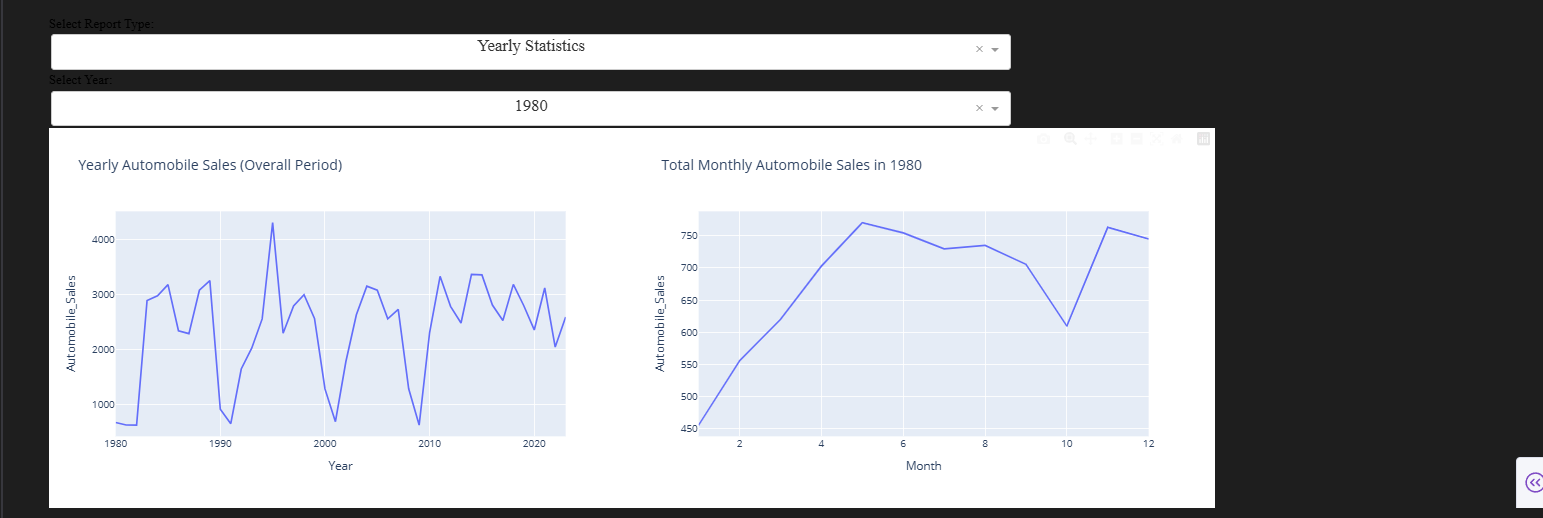 Select Report Type:
Yearly Statistics
Select Year:
1980
Yearly Automobile Sales (Overall Period)
4000
3000
2000
1000
Automobile_Sales
1980 1990 2000 2010 2020
Year
Total Monthly Automobile Sales in 1980
750
700
650
600
550
500
450
Automobile_Sales
2 4 6 8 10 12
Month